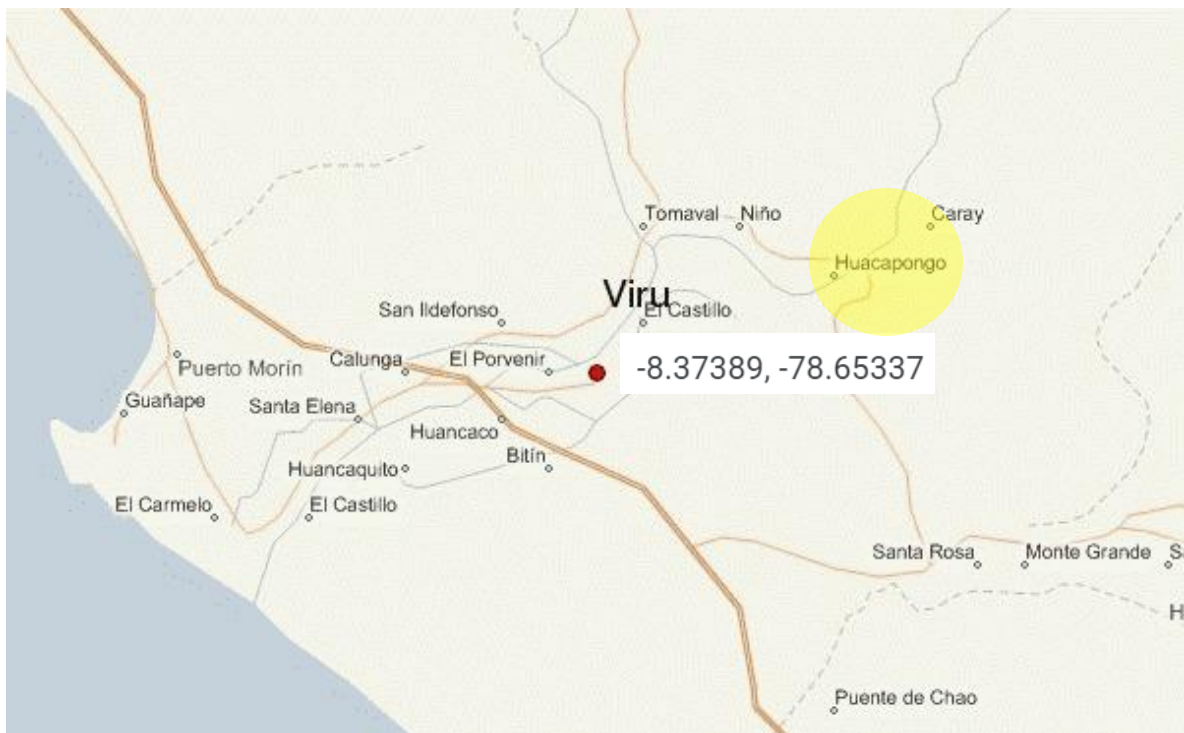 Tomaval
Niño
Caray
Huacapongo
Viru
San Ildefonso
El Castillo
Calunga
El Porvenir
-8.37389, -78.65337
Puerto Morín
Guañape
Santa Elena
Huancaco
Bitín
Huancaquito
El Carmelo
El Castillo
Santa Rosa
Monte Grande
S
H
Puente de Chao